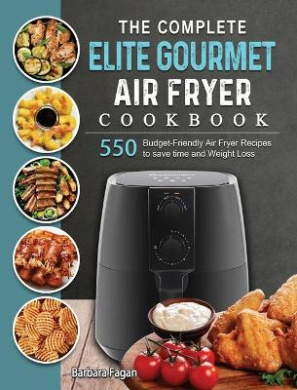 THE COMPLETE
ELITE GOURMET
AIR FRYER
COOKBOOK
550 Budget-Friendly Air Fryer Recipes
to save time and Weight Loss
Barbara Fagan